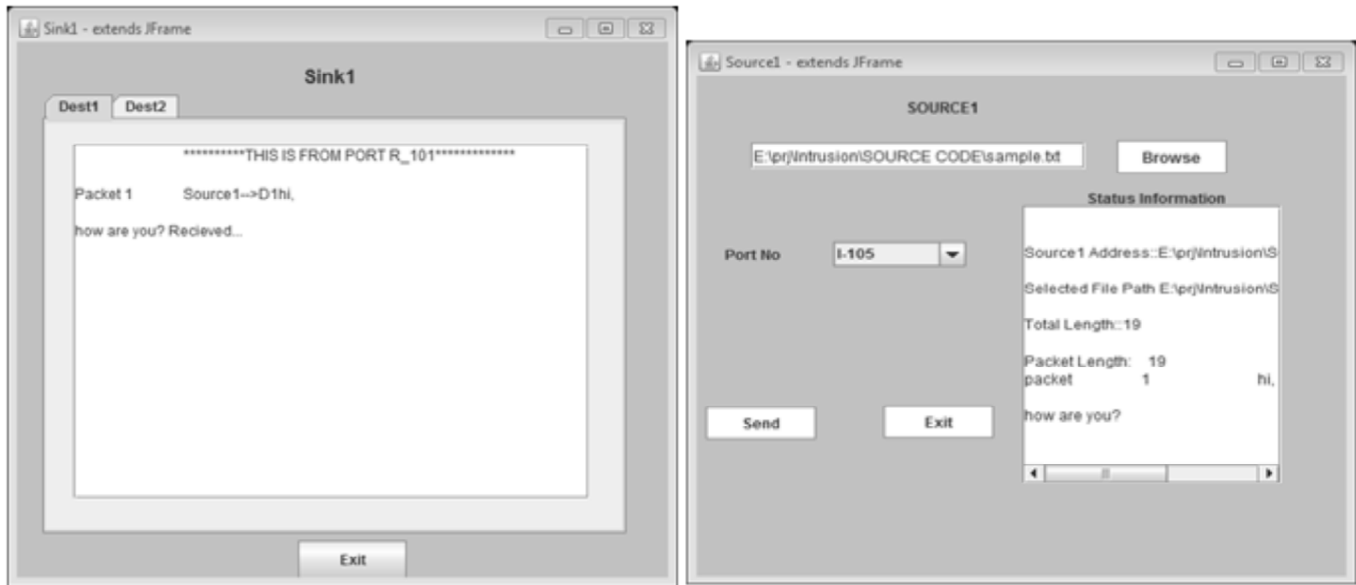 Sink1 - extends JFrame
Sink1
Dest1 Dest2
**********THIS IS FROM PORT R_101*************
Packet 1 Source1-->D1hi,
how are you? Recieved...
Exit
Source1 - extends JFrame
SOURCE1
E:\prj\Intrusion\SOURCE CODE\sample.txt Browse
Status Information
Port No I-105
Source1 Address::E:\prj\Intrusion\S
Selected File Path E:\prj\Intrusion\S
Total Length::19
Packet Length: 19
packet 1 hi,
how are you?
Send Exit